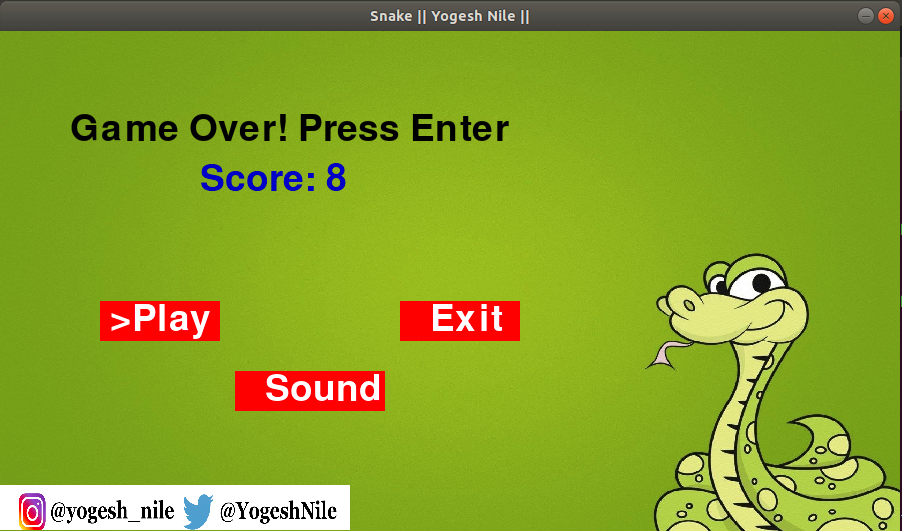 Snake || Yogesh Nile ||
Game Over! Press Enter
Score: 8
>Play Exit
Sound
@yogesh_nile @YogeshNile